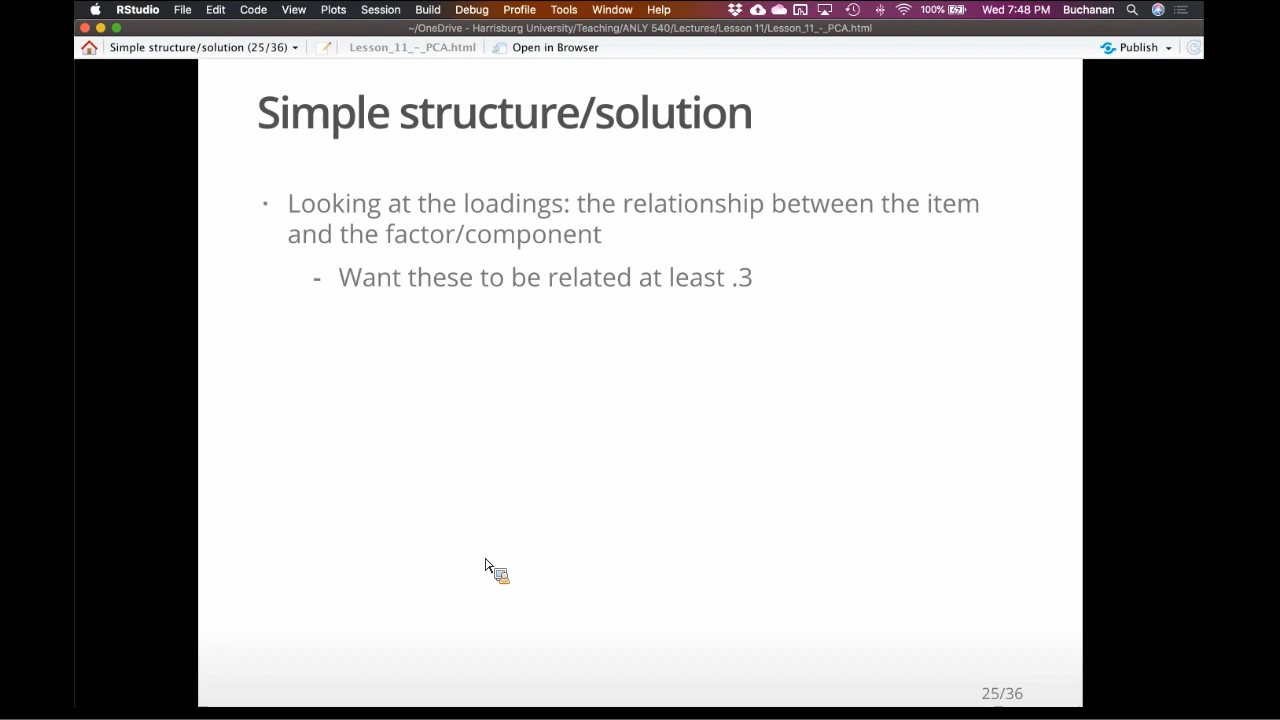 RStudio File Edit Code View Plots Session Build Debug Profile Tools Window Help 100% Wed 7:48 PM Buchanan
~/OneDrive - Harrisburg University/Teaching/ANLY 540/Lectures/Lesson 11/Lesson_11_-_PCA.html
Simple structure/solution (25/36) Lesson_11_-_PCA.html Open in Browser Publish
Simple structure/solution
· Looking at the loadings: the relationship between the item
and the factor/component
- Want these to be related at least .3
25/36